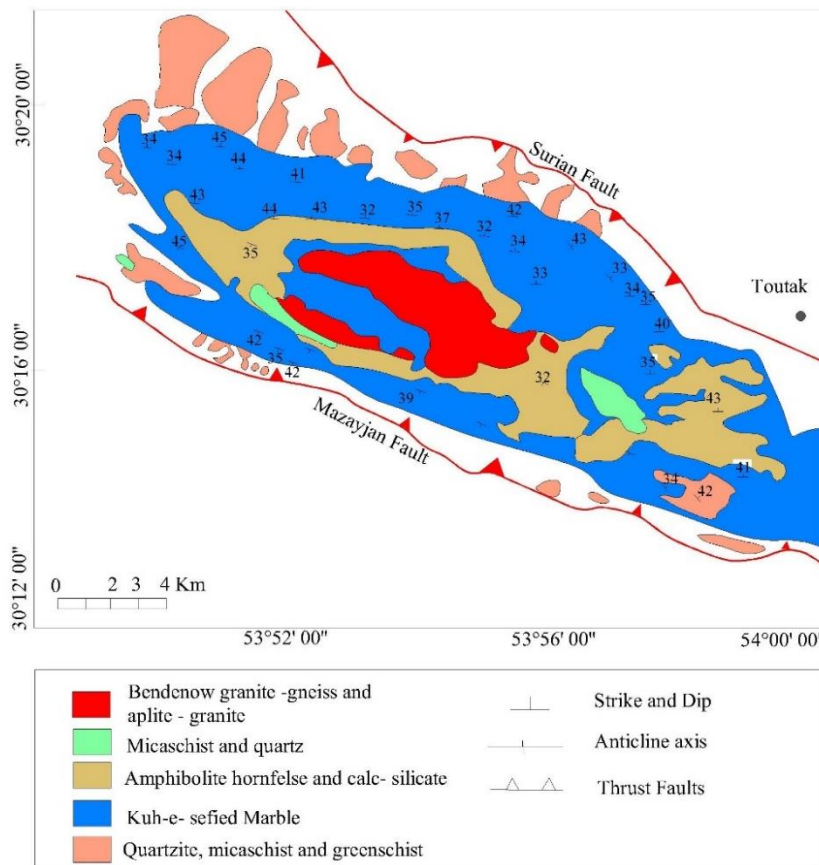 30°20' 00"
30°16' 00"
30°12' 00"
Surian Fault
Toutak
Mazayjan Fault
34
45
34
44
41
43
44
43
32
35
37
42
32
34
43
45
35
33
33
34
35
40
35
42
35
42
39
32
43
41
34
42
0 2 3 4 Km
53°52' 00"
53°56' 00"
54°00' 00"
Bendenow granite -gneiss and
aplite - granite
Micaschist and quartz
Amphibolite hornfelse and calc- silicate
Kuh-e- sefied Marble
Quartzite, micaschist and greenschist
Strike and Dip
Anticline axis
Thrust Faults